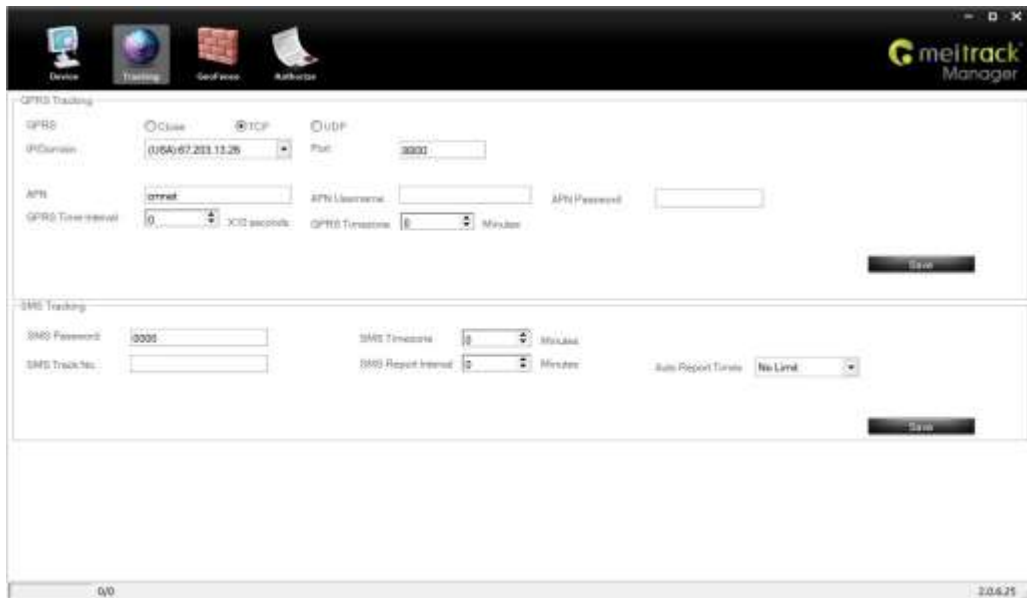 Device Tracking GeoFence Authorize
meitrack
Manager
GPRS Tracking
GPRS Close TCP UDP
IP/Domain (USA):67.203.13.26 Port
APN cmnet APN Username APN Password
GPRS Time Interval 0 X10 seconds GPRS Timezone 0 Minutes
Save
SMS Tracking
SMS Password 0000 SMS Timezone 0 Minutes
SMS Track No. SMS Report Interval 0 Minutes Auto Report Times No Limit
Save
0/0 2.0.6.25